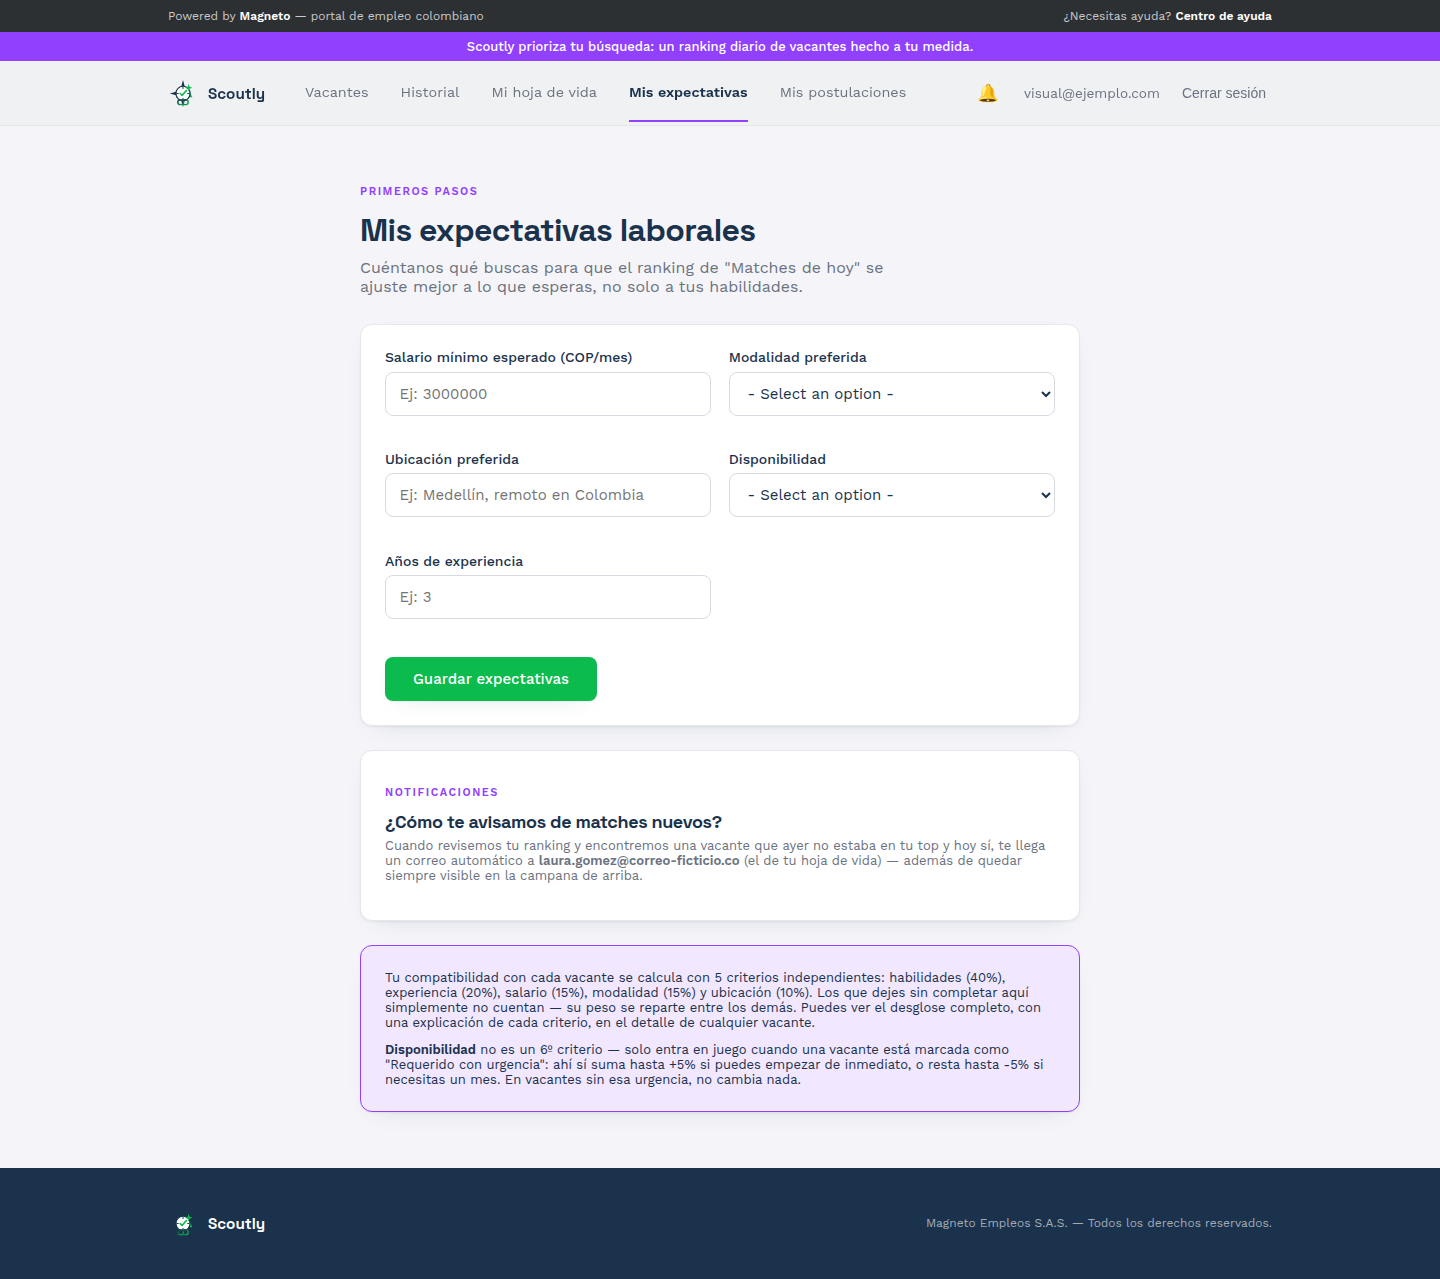 Powered by Magneto — portal de empleo colombiano
¿Necesitas ayuda? Centro de ayuda
Scoutly prioriza tu búsqueda: un ranking diario de vacantes hecho a tu medida.
Scoutly
Vacantes
Historial
Mi hoja de vida
Mis expectativas
Mis postulaciones
visual@ejemplo.com
Cerrar sesión
PRIMEROS PASOS
Mis expectativas laborales
Cuéntanos qué buscas para que el ranking de "Matches de hoy" se
ajuste mejor a lo que esperas, no solo a tus habilidades.
Salario mínimo esperado (COP/mes)
Modalidad preferida
Ej: 3000000
- Select an option -
Ubicación preferida
Disponibilidad
Ej: Medellín, remoto en Colombia
- Select an option -
Años de experiencia
Ej: 3
Guardar expectativas
NOTIFICACIONES
¿Cómo te avisamos de matches nuevos?
Cuando revisemos tu ranking y encontremos una vacante que ayer no estaba en tu top y hoy sí, te llega
un correo automático a laura.gomez@correo-ficticio.co (el de tu hoja de vida) — además de quedar
siempre visible en la campana de arriba.
Tu compatibilidad con cada vacante se calcula con 5 criterios independientes: habilidades (40%),
experiencia (20%), salario (15%), modalidad (15%) y ubicación (10%). Los que dejes sin completar aquí
simplemente no cuentan — su peso se reparte entre los demás. Puedes ver el desglose completo, con
una explicación de cada criterio, en el detalle de cualquier vacante.
Disponibilidad no es un 6º criterio — solo entra en juego cuando una vacante está marcada como
"Requerido con urgencia": ahí sí suma hasta +5% si puedes empezar de inmediato, o resta hasta -5% si
necesitas un mes. En vacantes sin esa urgencia, no cambia nada.
Scoutly
Magneto Empleos S.A.S. — Todos los derechos reservados.